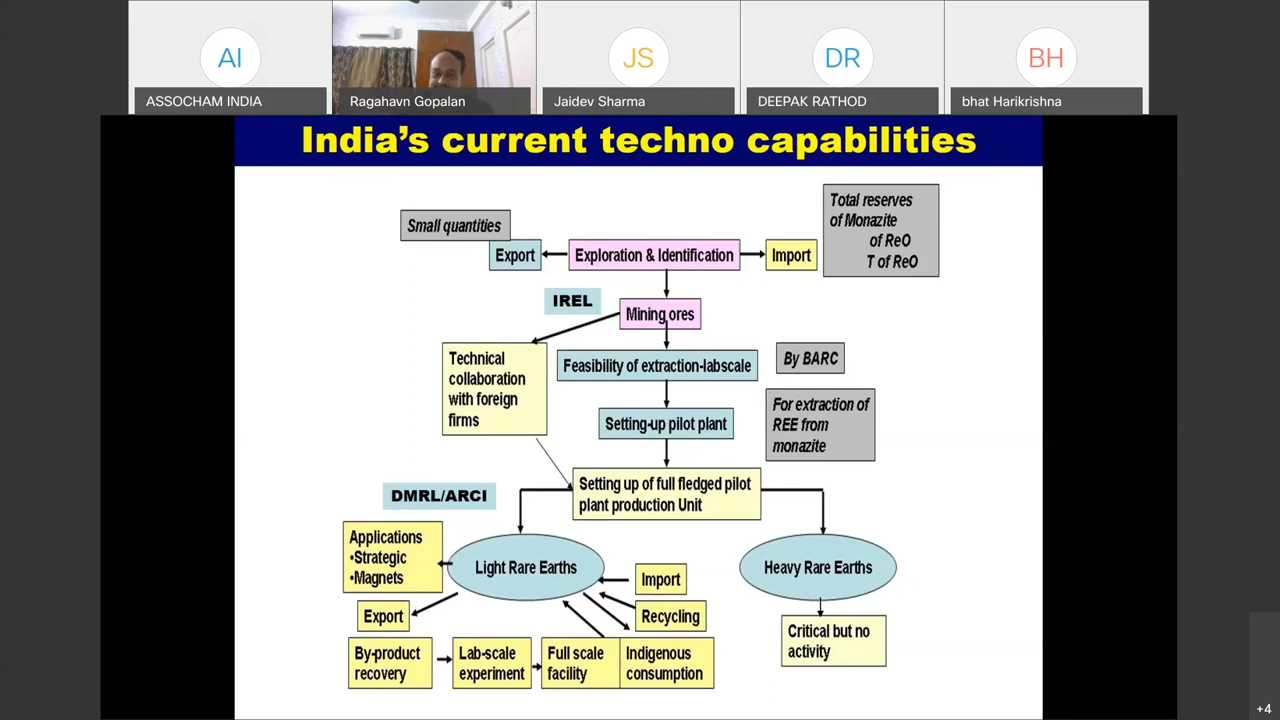 AI
JS
DR
BH
ASSOCHAM INDIA
Ragahavn Gopalan
Jaidev Sharma
DEEPAK RATHOD
bhat Harikrishna
India's current techno capabilities
Small quantities
Total reserves
of Monazite
of ReO
T of ReO
Export
Exploration & Identification
Import
IREL
Mining ores
Technical
collaboration
with foreign
firms
Feasibility of extraction-labscale
By BARC
Setting-up pilot plant
For extraction of
REE from
monazite
Setting up of full fledged pilot
plant production Unit
DMRL/ARCI
Applications
•Strategic
•Magnets
Light Rare Earths
Heavy Rare Earths
Import
Export
Recycling
Critical but no
activity
By-product
recovery
Lab-scale
experiment
Full scale
facility
Indigenous
consumption
+4